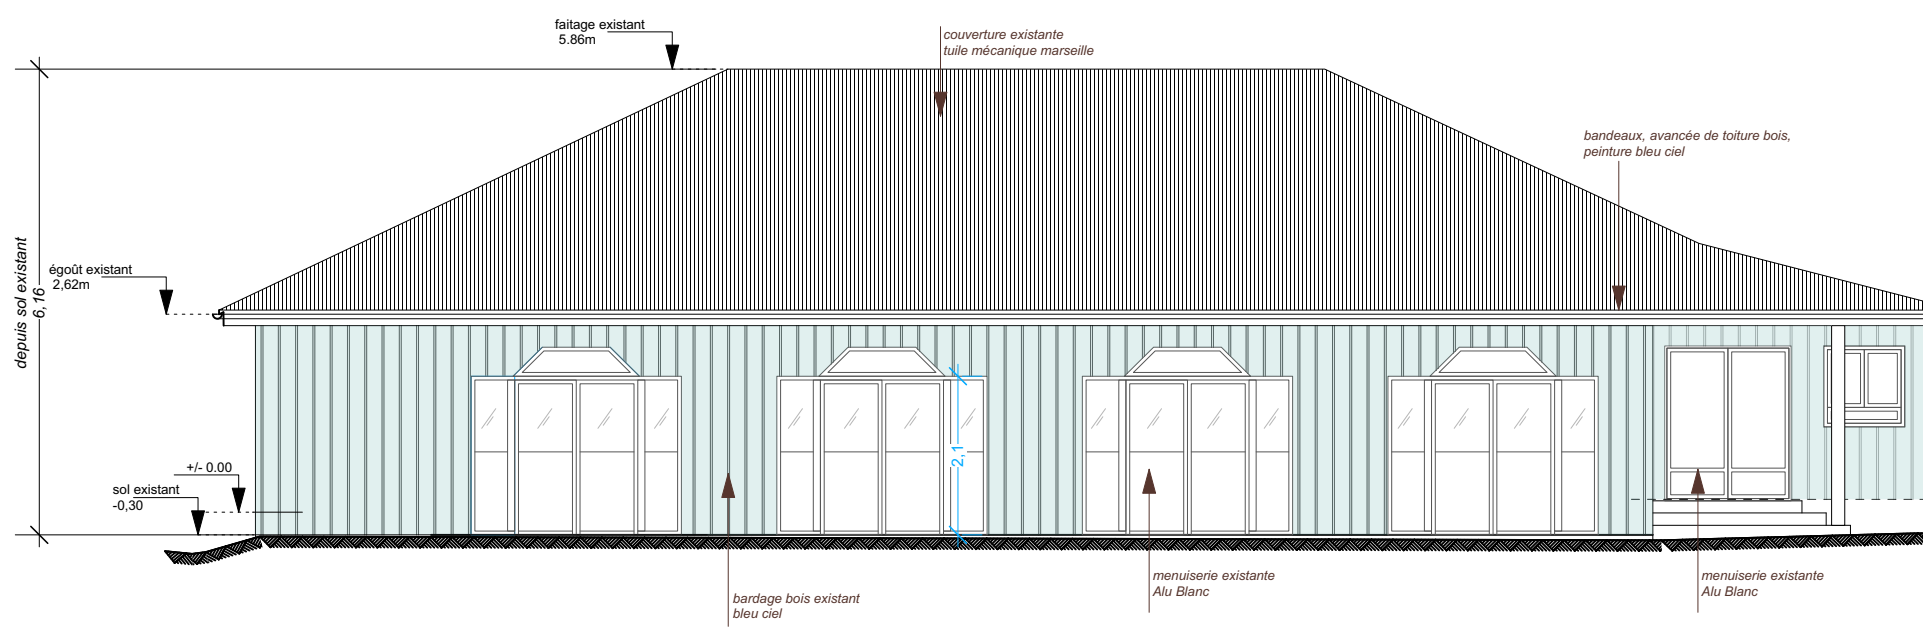 faitage existant
5.86m
couverture existante
tuile mécanique marseille
bandeaux, avancée de toiture bois,
peinture bleu ciel
depuis sol existant
6,16
égoût existant
2,62m
+/- 0.00
sol existant
-0,30
2,1
bardage bois existant
bleu ciel
menuiserie existante
Alu Blanc
menuiserie existante
Alu Blanc